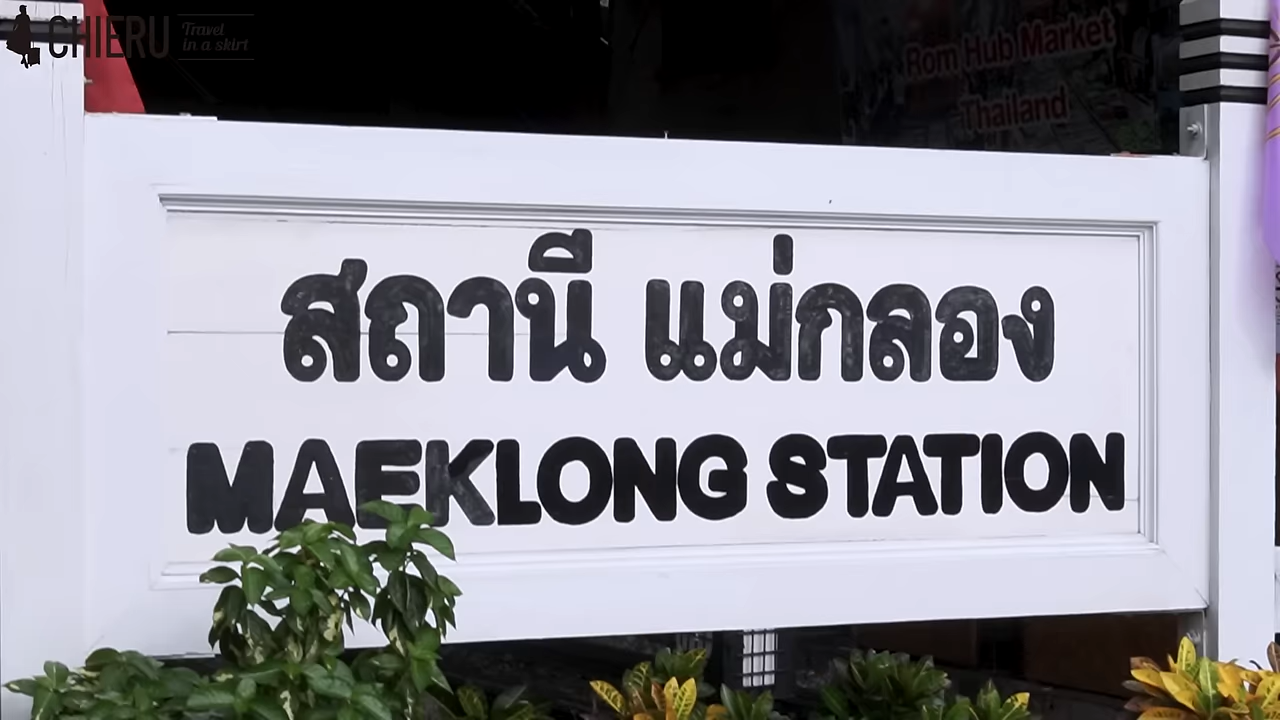 CHIERU
Travel
in a skirt
Rom Hub Market
Thailand
สถานี แม่กลอง
MAEKLONG STATION